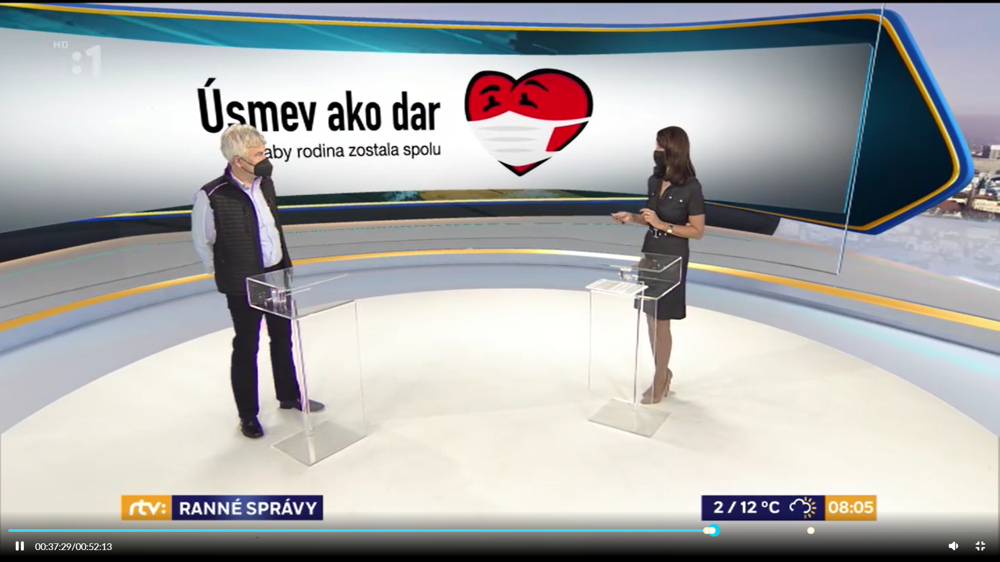 HD
:1
Úsmev ako dar
aby rodina zostala spolu
rtv: RANNÉ SPRÁVY
2 / 12 °C 08:05
00:37:29/00:52:13